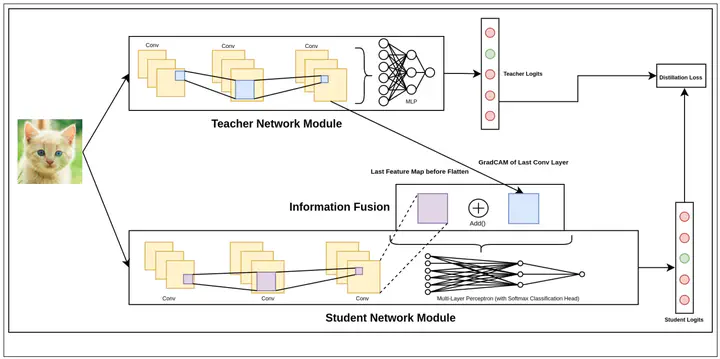 Conv
Conv
Conv
MLP
Teacher Logits
Distillation Loss
Teacher Network Module
GradCAM of Last Conv Layer
Last Feature Map before Flatten
Information Fusion
Add()
Conv
Conv
Conv
Multi-Layer Perceptron (with Softmax Classification Head)
Student Logits
Student Network Module